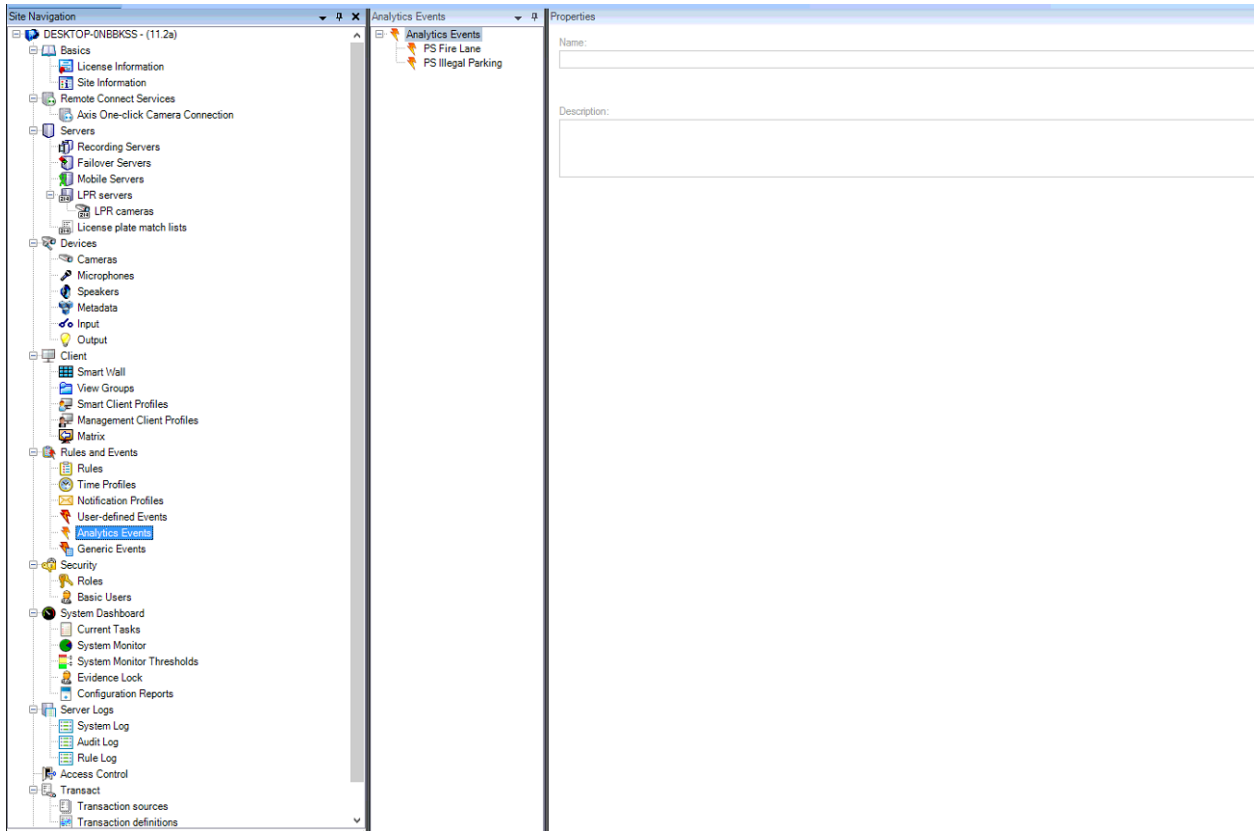 Site Navigation
DESKTOP-0NBBKSS - (11.2a)
Basics
License Information
Site Information
Remote Connect Services
Axis One-click Camera Connection
Servers
Recording Servers
Failover Servers
Mobile Servers
LPR servers
LPR cameras
License plate match lists
Devices
Cameras
Microphones
Speakers
Metadata
Input
Output
Client
Smart Wall
View Groups
Smart Client Profiles
Management Client Profiles
Matrix
Rules and Events
Rules
Time Profiles
Notification Profiles
User-defined Events
Analytics Events
Generic Events
Security
Roles
Basic Users
System Dashboard
Current Tasks
System Monitor
System Monitor Thresholds
Evidence Lock
Configuration Reports
Server Logs
System Log
Audit Log
Rule Log
Access Control
Transact
Transaction sources
Transaction definitions
Analytics Events
Analytics Events
PS Fire Lane
PS Illegal Parking
Properties
Name:
Description: